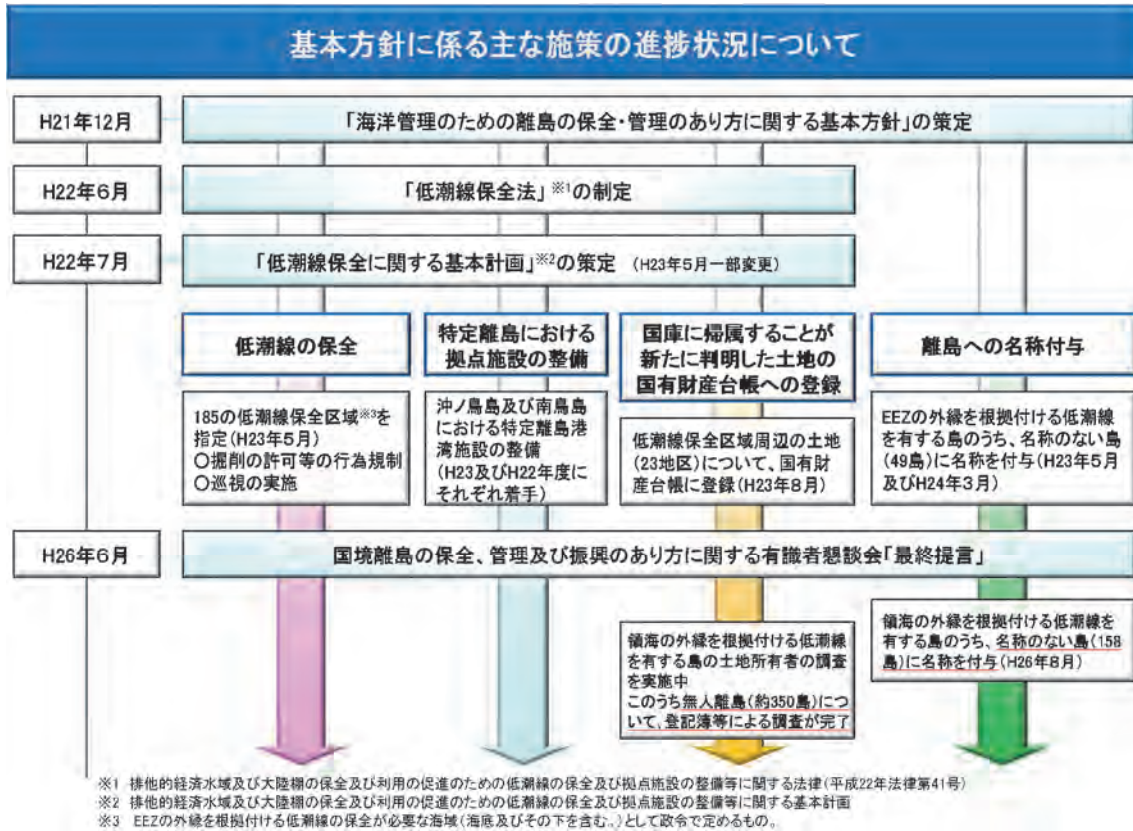 基本方針に係る主な施策の進捗状況について
H21年12月
「海洋管理のための離島の保全・管理のあり方に関する基本方針」の策定
H22年6月
「低潮線保全法」※1の制定
H22年7月
「低潮線保全に関する基本計画」※2の策定 (H23年5月一部変更)
低潮線の保全
185の低潮線保全区域※3を
指定(H23年5月)
〇掘削の許可等の行為規制
〇巡視の実施
特定離島における
拠点施設の整備
沖ノ鳥島及び南鳥島
における特定離島港
湾施設の整備
(H23及びH22年度に
それぞれ着手)
国庫に帰属することが
新たに判明した土地の
国有財産台帳への登録
低潮線保全区域周辺の土地
(23地区)について、国有財
産台帳に登録(H23年8月)
離島への名称付与
EEZの外縁を根拠付ける低潮線
を有する島のうち、名称のない島
(49島)に名称を付与(H23年5月
及びH24年3月)
H26年6月
国境離島の保全、管理及び振興のあり方に関する有識者懇談会「最終提言」
領海の外縁を根拠付ける低潮線
を有する島の土地所有者の調査
を実施中
このうち無人離島(約350島)につ
いて、登記簿等による調査が完了
領海の外縁を根拠付ける低潮線を
有する島のうち、名称のない島(158
島)に名称を付与(H26年8月)
※1 排他的経済水域及び大陸棚の保全及び利用の促進のための低潮線の保全及び拠点施設の整備等に関する法律(平成22年法律第41号)
※2 排他的経済水域及び大陸棚の保全及び利用の促進のための低潮線の保全及び拠点施設の整備等に関する基本計画
※3 EEZの外縁を根拠付ける低潮線の保全が必要な海域(海底及びその下を含む。)として政令で定めるもの。